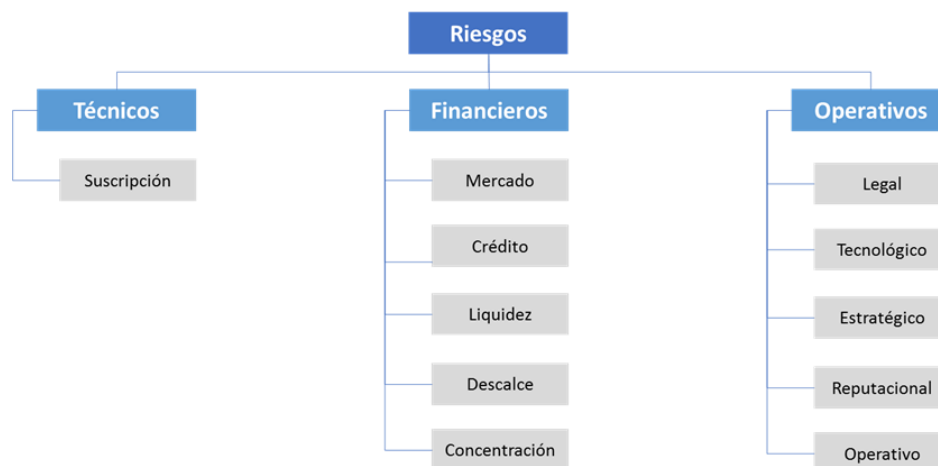 Riesgos
Técnicos
Suscripción
Financieros
Mercado
Crédito
Liquidez
Descalce
Concentración
Operativos
Legal
Tecnológico
Estratégico
Reputacional
Operativo